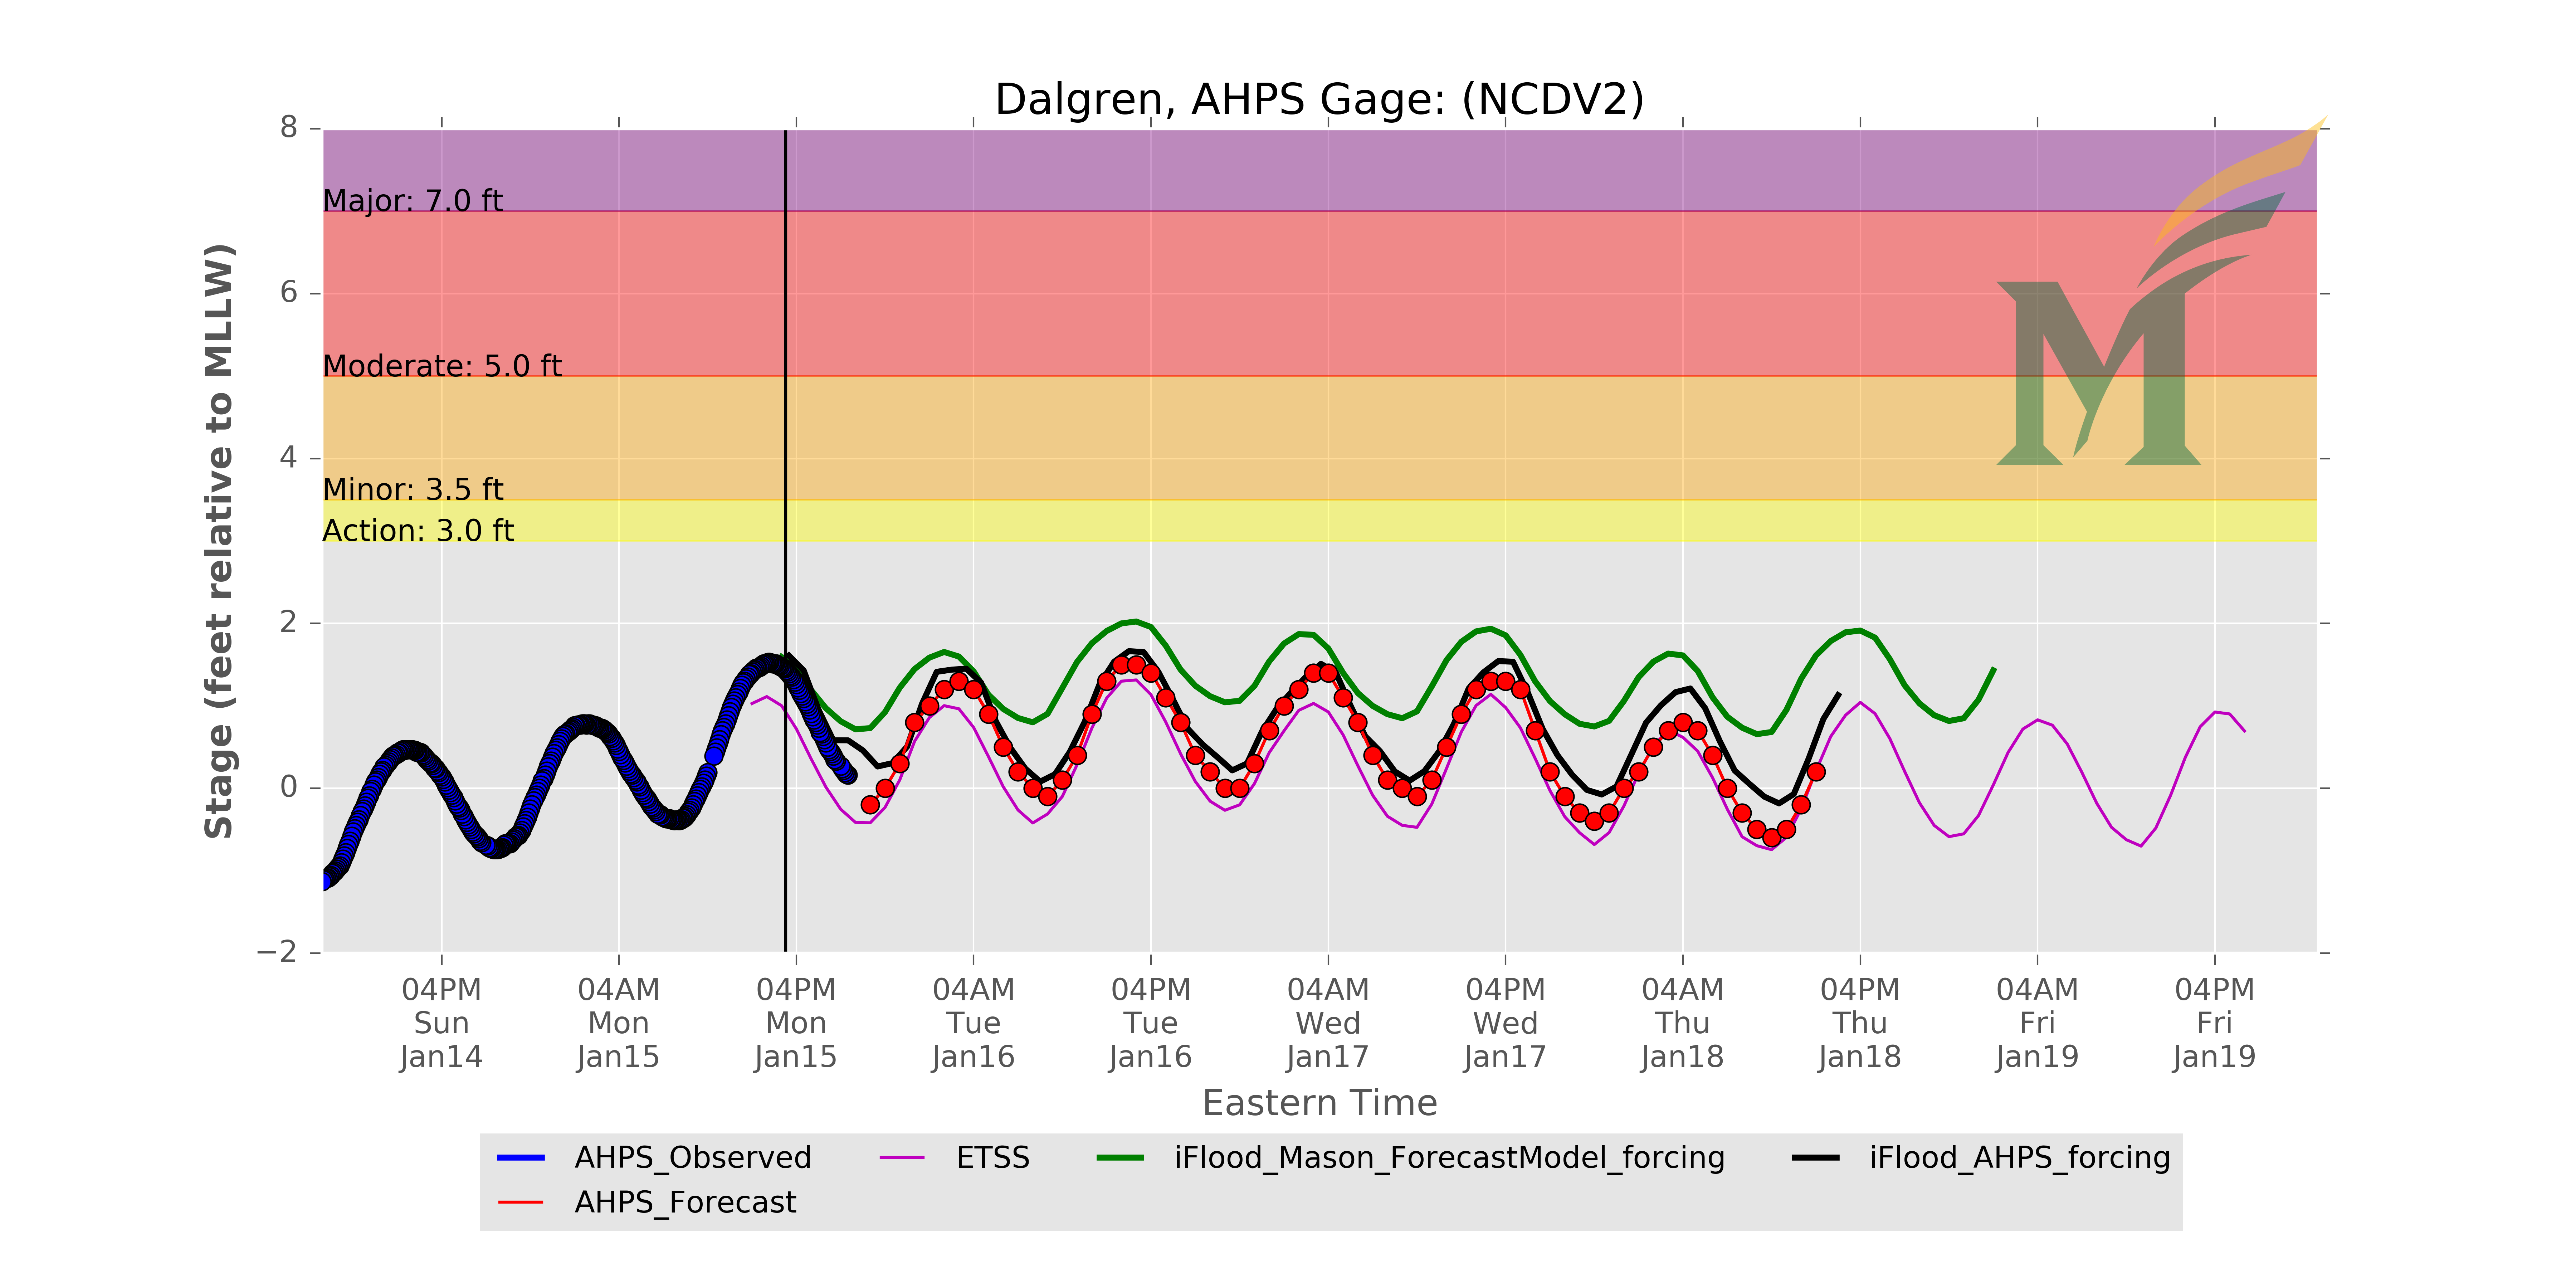 Dalgren, AHPS Gage: (NCDV2)
8
6
4
2
0
−2
Stage (feet relative to MLLW)
Major: 7.0 ft
Moderate: 5.0 ft
Minor: 3.5 ft
Action: 3.0 ft
M
04PM 04AM 04PM 04AM 04PM 04AM 04PM 04AM 04PM 04AM 04PM
Sun Mon Mon Tue Tue Wed Wed Thu Thu Fri Fri
Jan14 Jan15 Jan15 Jan16 Jan16 Jan17 Jan17 Jan18 Jan18 Jan19 Jan19
Eastern Time
AHPS_Observed ETSS iFlood_Mason_ForecastModel_forcing iFlood_AHPS_forcing
AHPS_Forecast